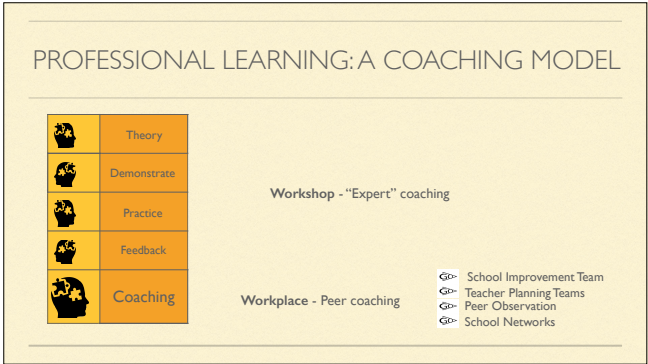 PROFESSIONAL LEARNING: A COACHING MODEL
Theory
Demonstrate
Practice
Feedback
Coaching
Workshop - “Expert” coaching
Workplace - Peer coaching
School Improvement Team
Teacher Planning Teams
Peer Observation
School Networks